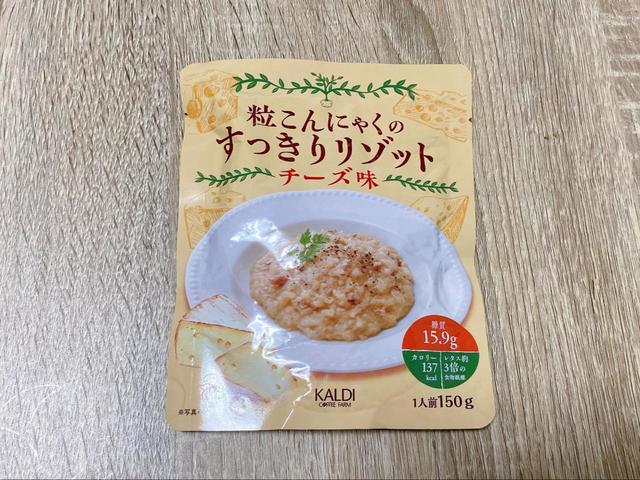 粒こんにゃくの
すっきりリゾット
チーズ味
糖質
15.9g
カロリー
137
kcal
レタス約
3倍の
食物繊維
KALDI
COFFEE FARM
1人前150g
※写真・